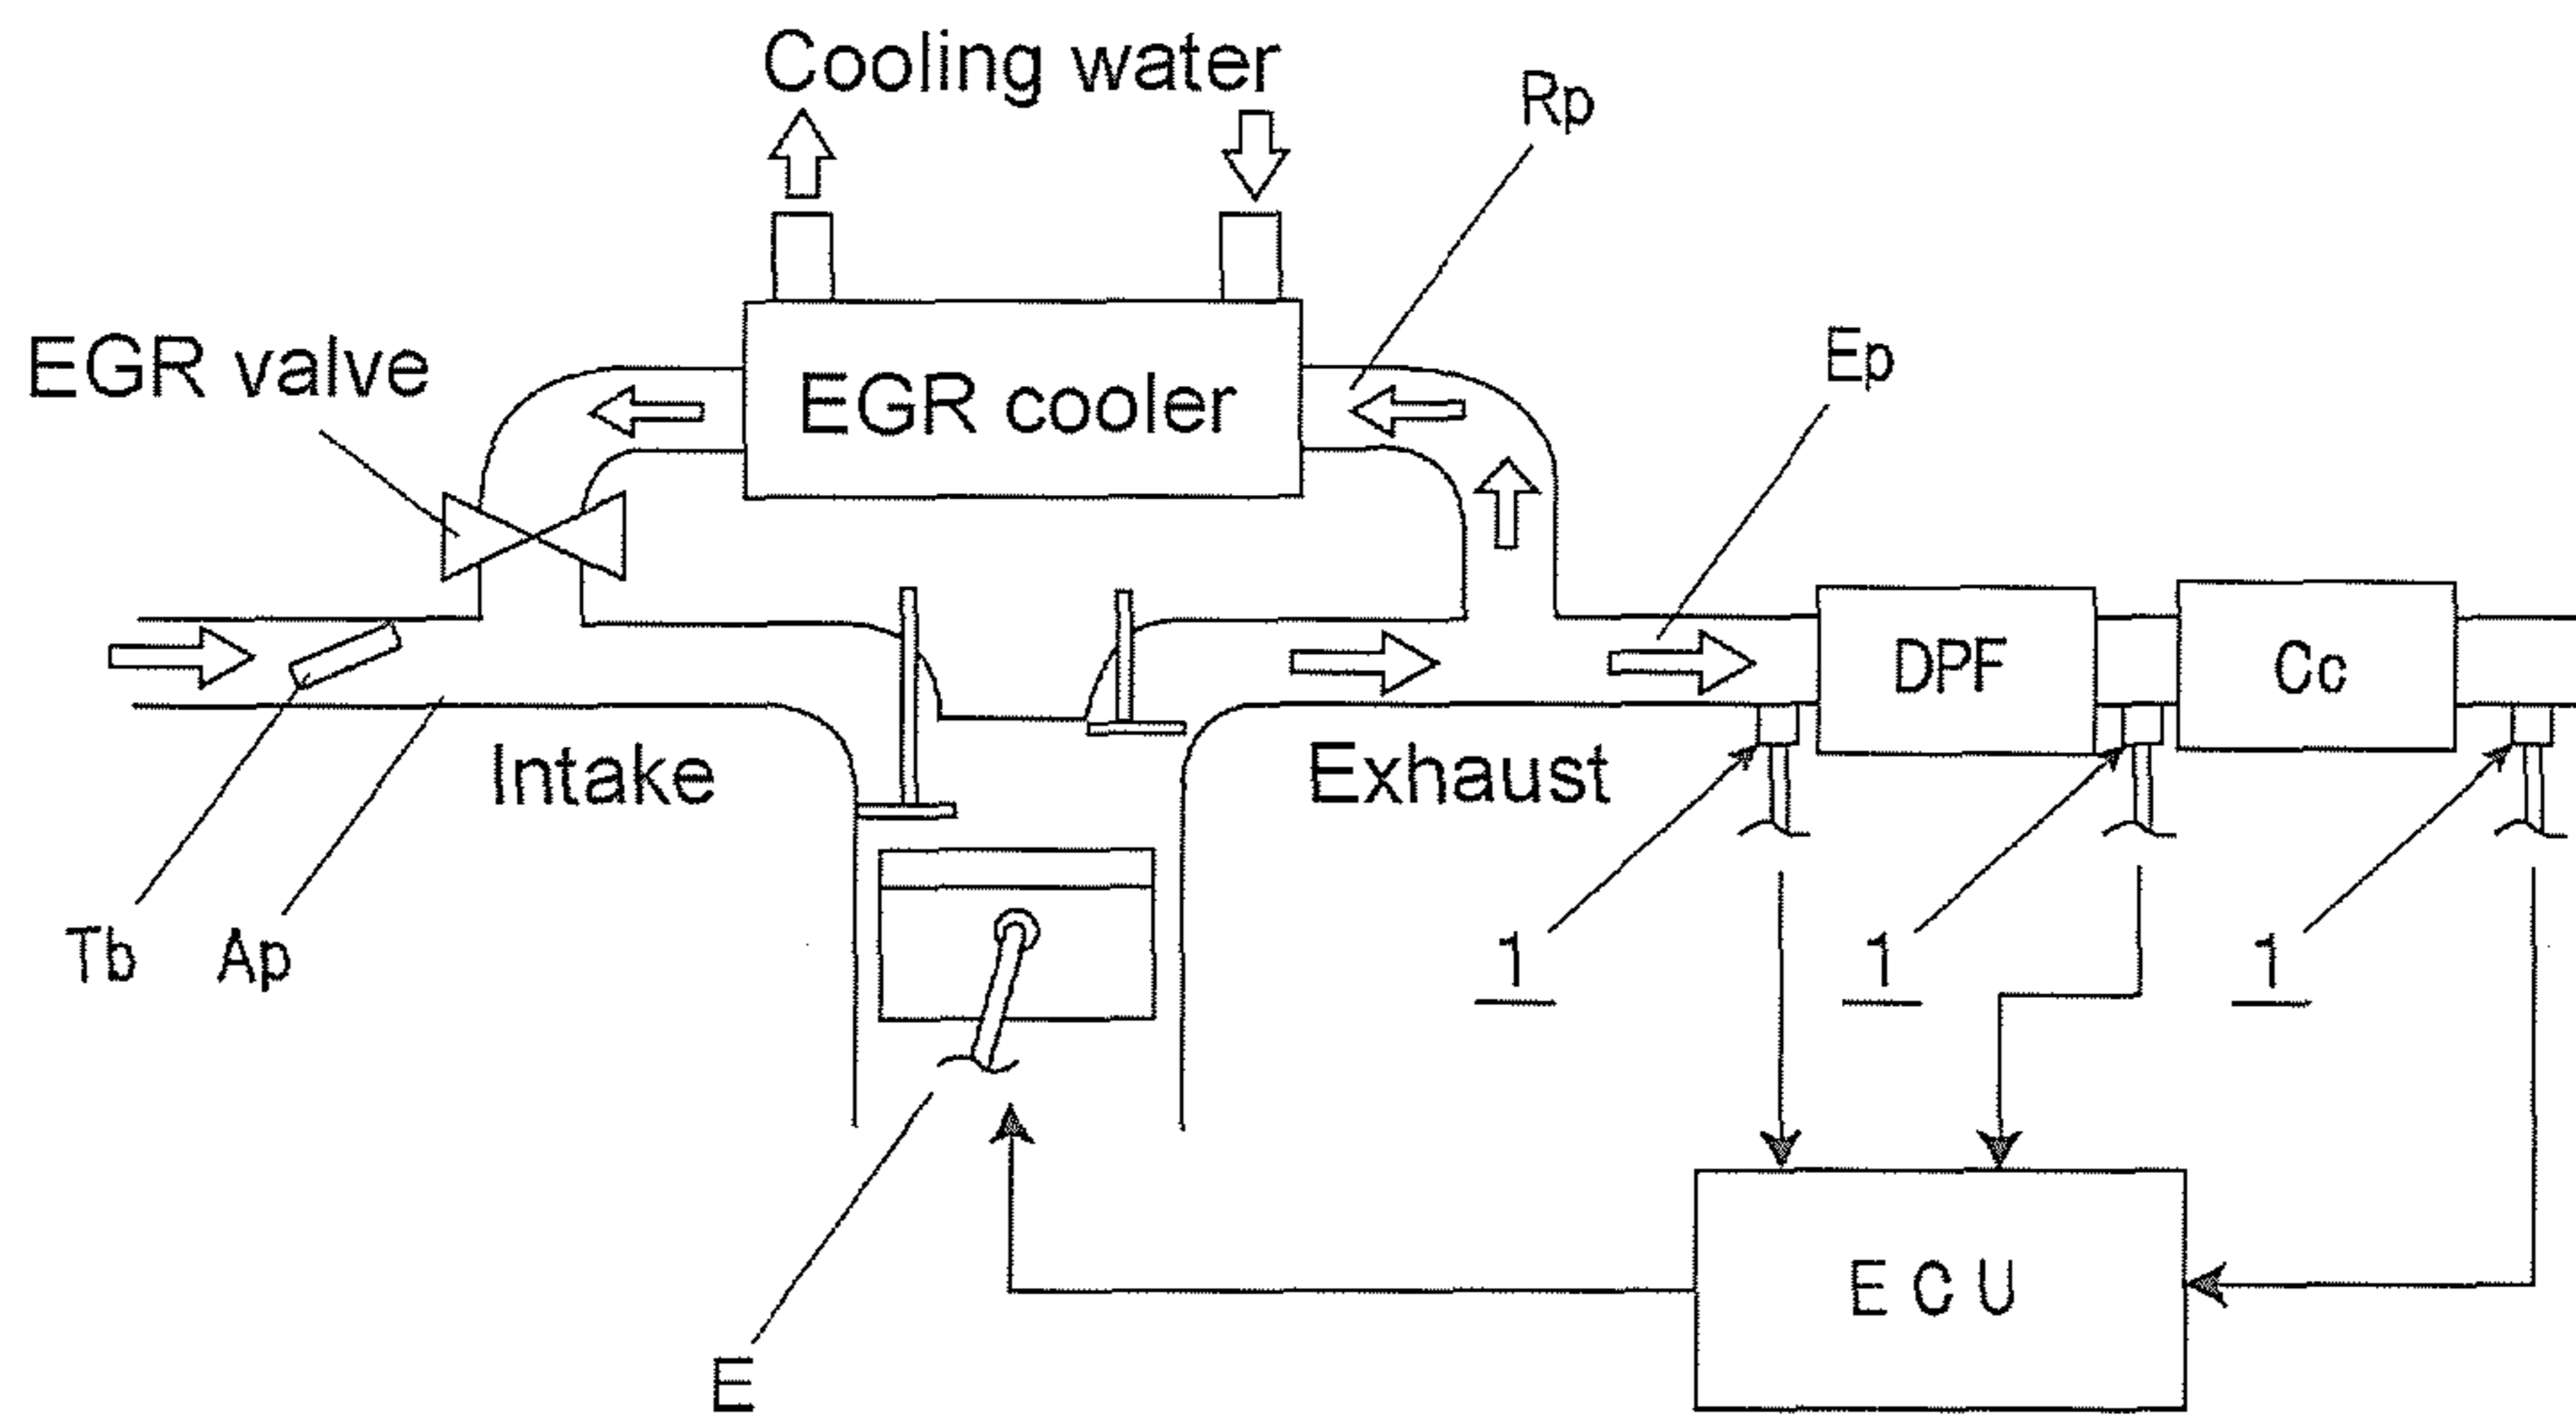 Cooling water
Rp
EGR valve
EGR cooler
Ep
DPF
Cc
Intake
Exhaust
Tb
Ap
1
1
1
ECU
E